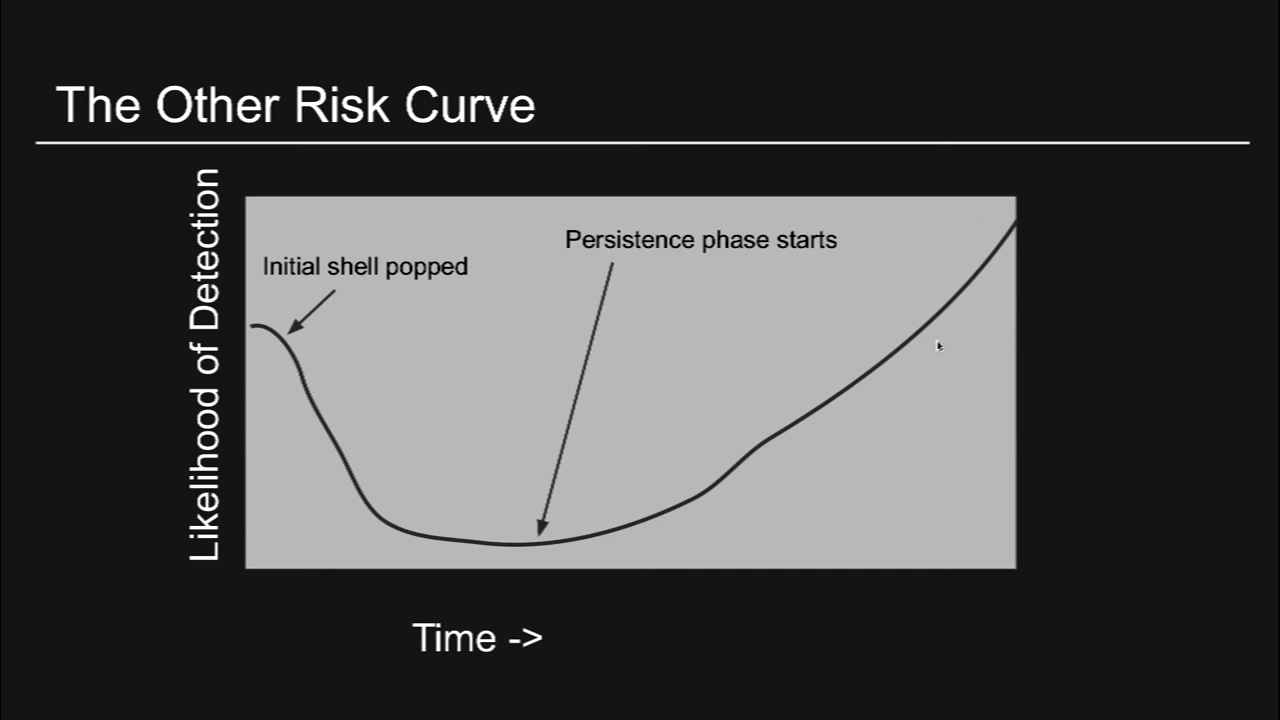 The Other Risk Curve
Likelihood of Detection
Initial shell popped
Persistence phase starts
Time ->